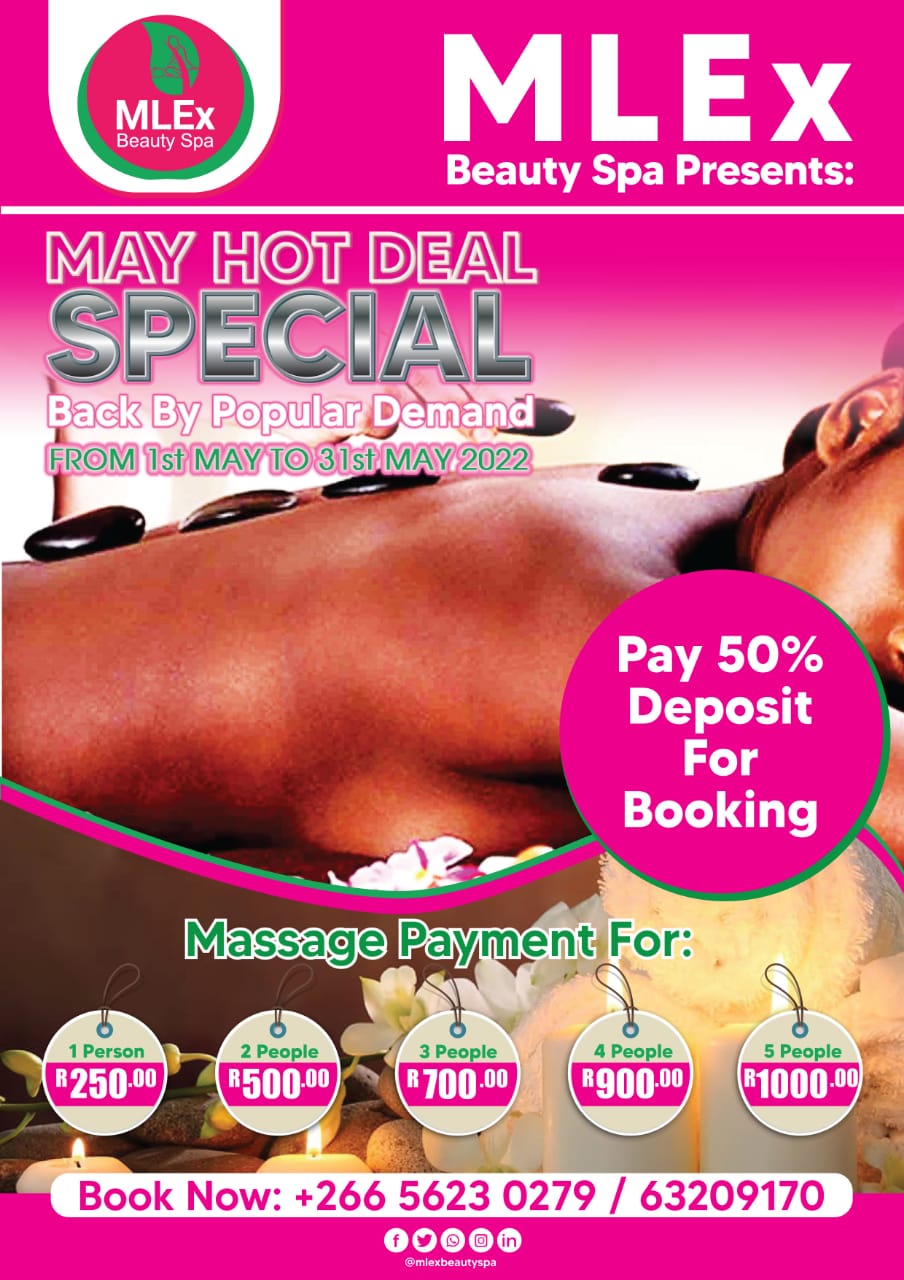 MLEx
Beauty Spa
MLEx
Beauty Spa Presents:
MAY HOT DEAL
SPECIAL
Back By Popular Demand
FROM 1st MAY TO 31st MAY 2022
Pay 50%
Deposit
For
Booking
Massage Payment For:
1 Person
R250.00
2 People
R500.00
3 People
R700.00
4 People
R900.00
5 People
R1000.00
Book Now: +266 5623 0279 / 63209170
@mlexbeautyspa